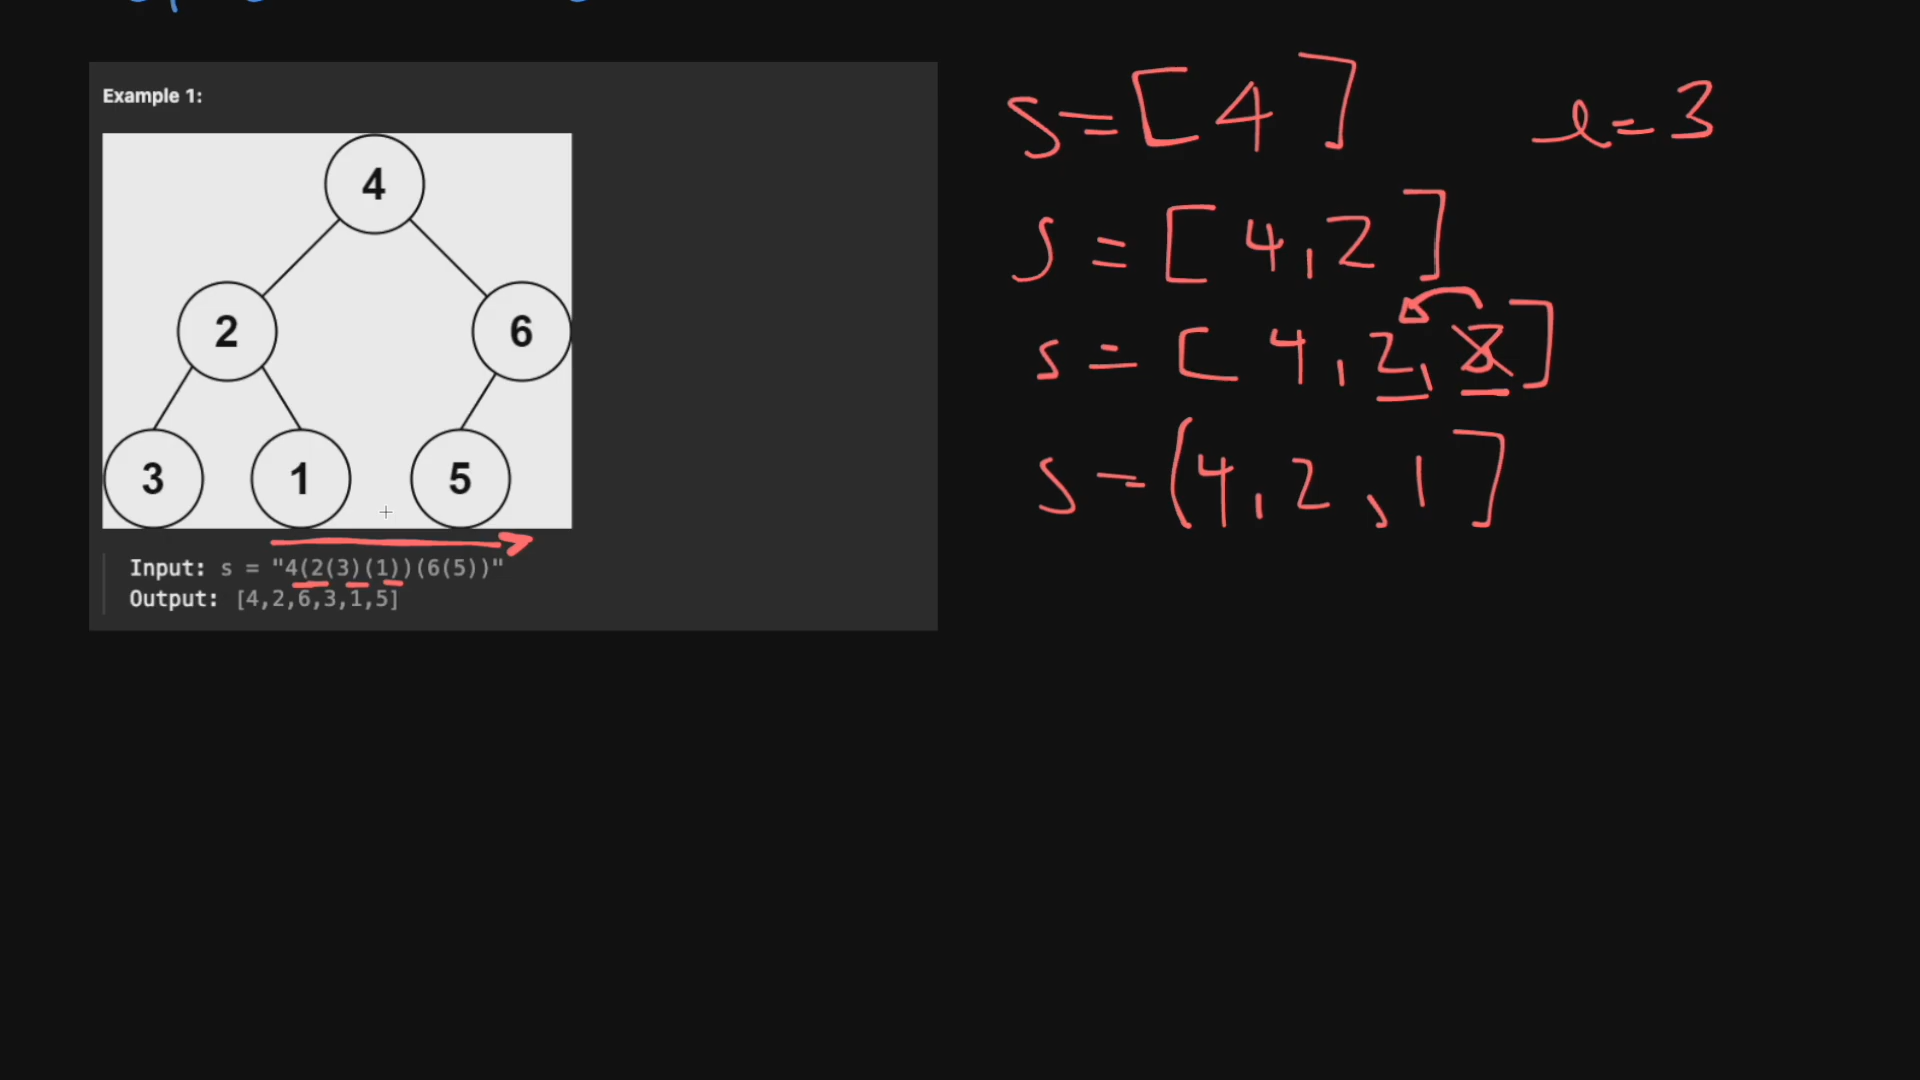 Example 1:
4
2 6
3 1 5
Input: s = "4(2(3)(1))(6(5))"
Output: [4,2,6,3,1,5]
s=[4] l=3
s=[4,2]
s=[4,2,3]
s=[4,2,1]